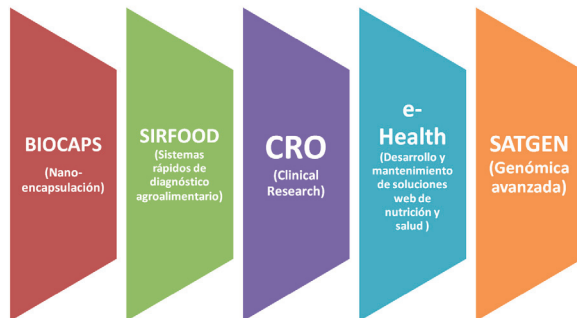 BIOCAPS
(Nano-
encapsulación)
SIRFOOD
(Sistemas
rápidos de
diagnóstico
agroalimentario)
CRO
(Clinical
Research)
e-
Health
(Desarrollo y
mantenimiento
de soluciones
web de
nutrición y
salud )
SATGEN
(Genómica
avanzada)